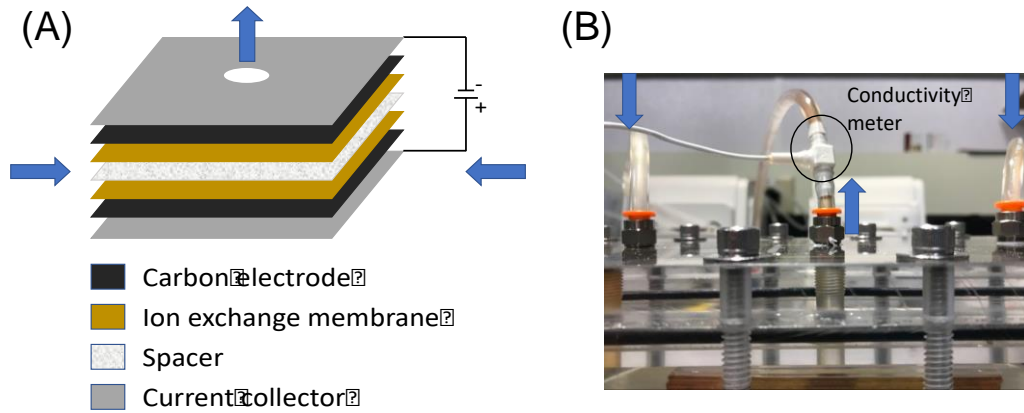 (A)
(B)
-
+
Conductivity�
meter
Carbon�electrode�
Ion exchange membrane�
Spacer
Current�collector�